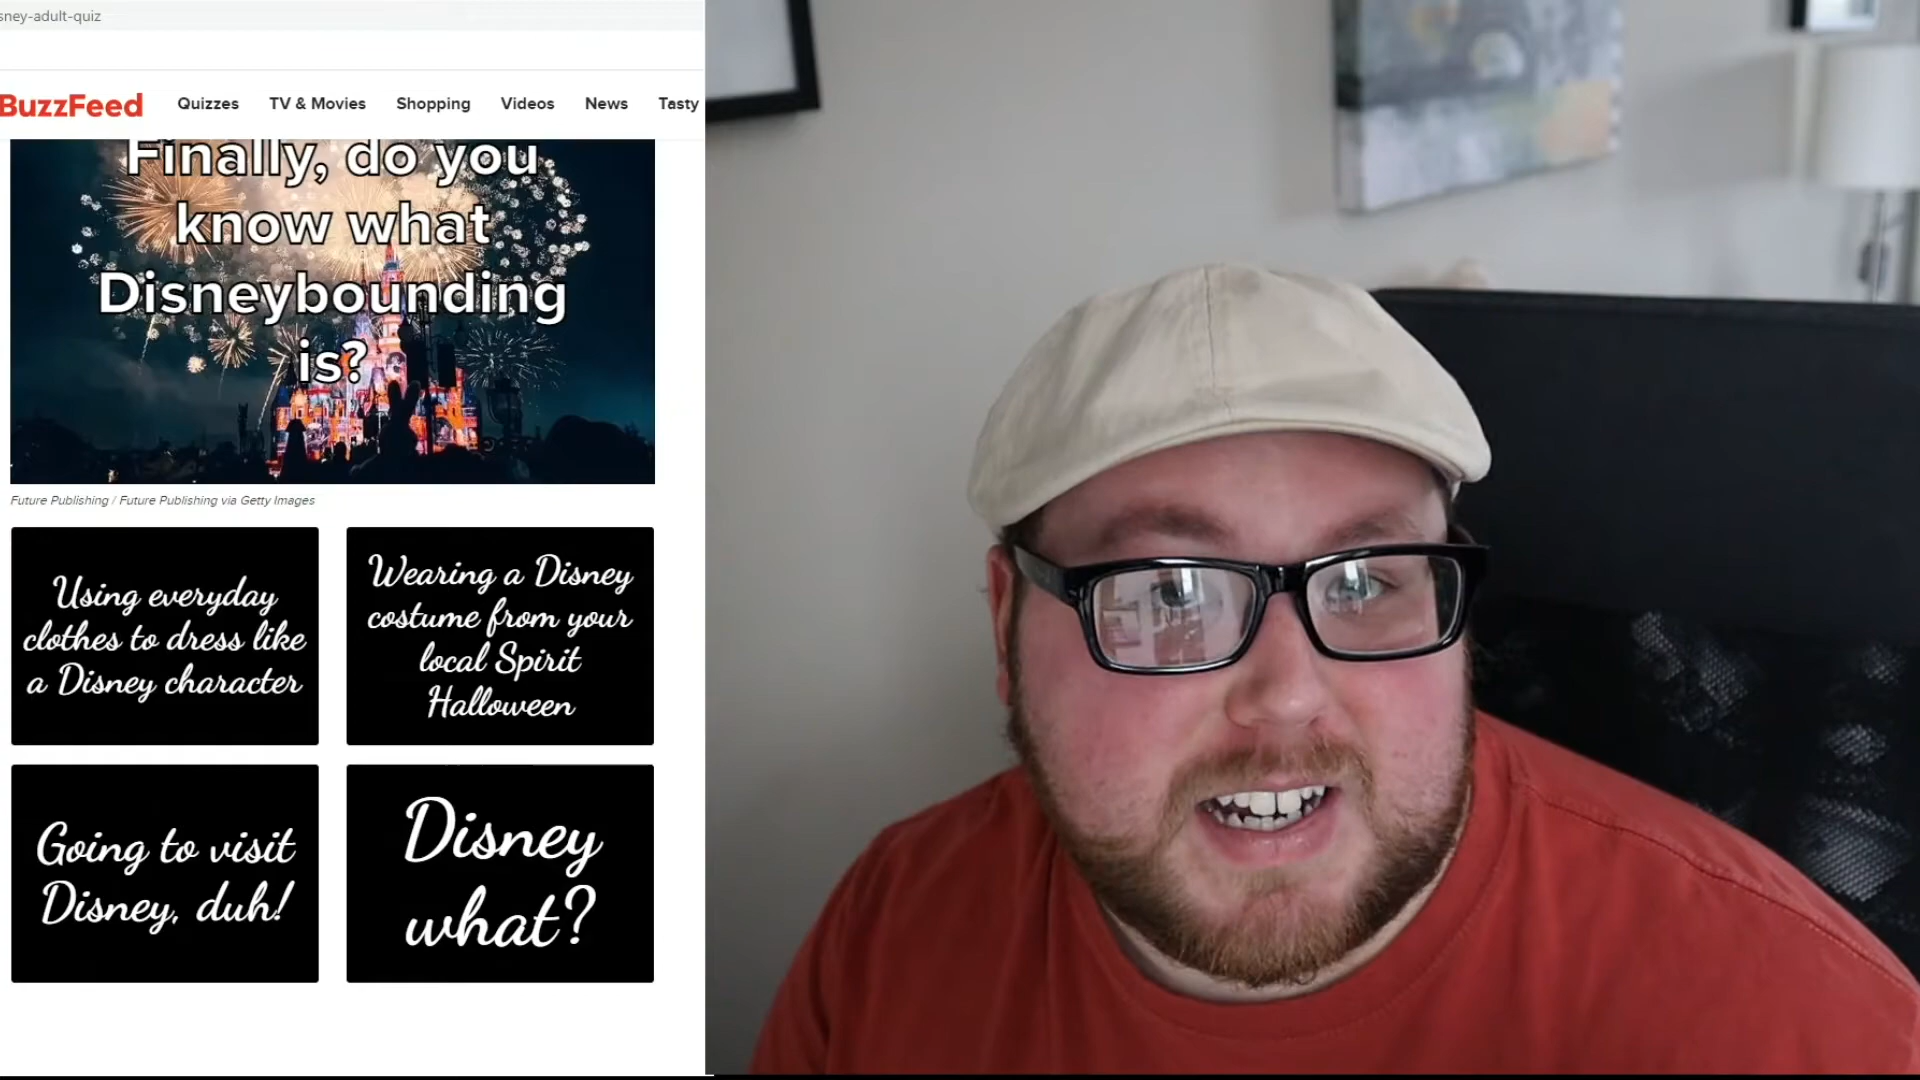 sney-adult-quiz
BuzzFeed Quizzes TV & Movies Shopping Videos News Tasty
Finally, do you
know what
Disneybounding
is?
Future Publishing / Future Publishing via Getty Images
Using everyday
clothes to dress like
a Disney character
Wearing a Disney
costume from your
local Spirit
Halloween
Going to visit
Disney, duh!
Disney
what?